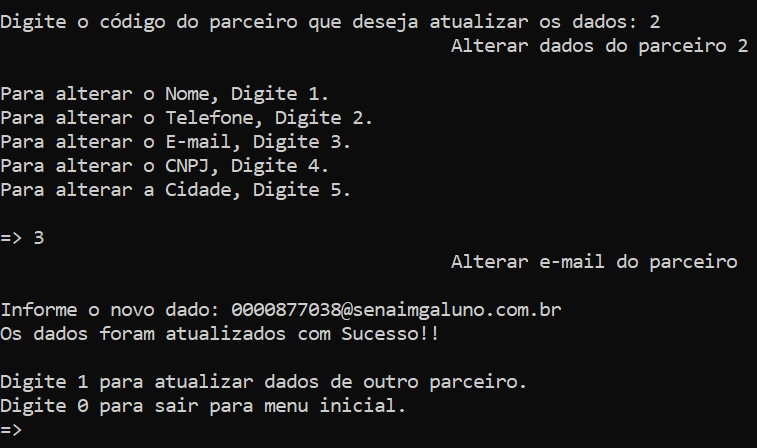 Digite o código do parceiro que deseja atualizar os dados: 2
Alterar dados do parceiro 2
Para alterar o Nome, Digite 1.
Para alterar o Telefone, Digite 2.
Para alterar o E-mail, Digite 3.
Para alterar o CNPJ, Digite 4.
Para alterar a Cidade, Digite 5.
=> 3
Alterar e-mail do parceiro
Informe o novo dado: 0000877038@senaimgaluno.com.br
Os dados foram atualizados com Sucesso!!
Digite 1 para atualizar dados de outro parceiro.
Digite 0 para sair para menu inicial.
=>